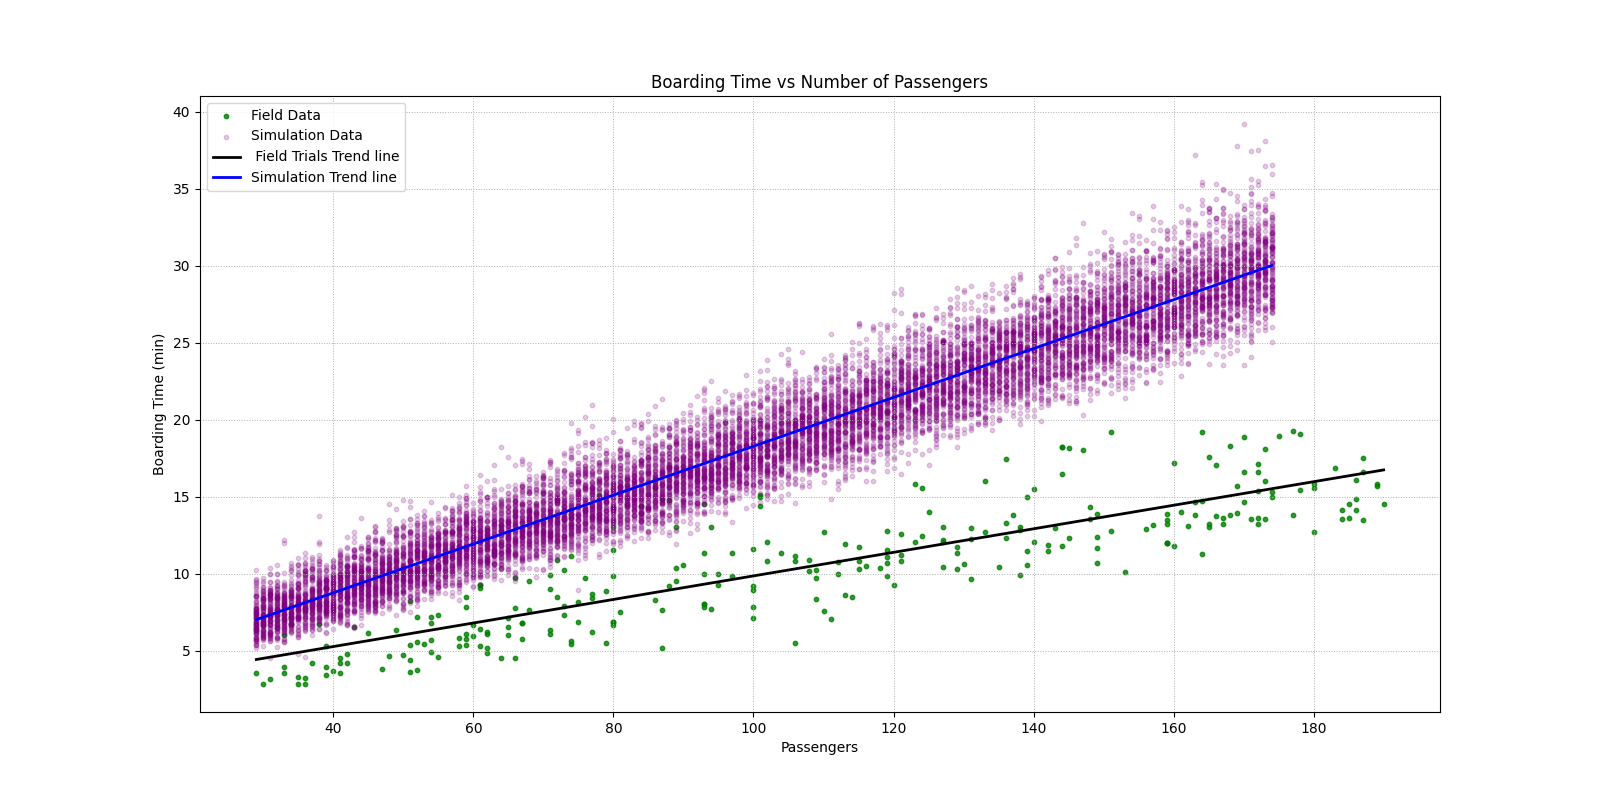 Boarding Time vs Number of Passengers
40
35
30
25
20
15
10
5
Boarding Time (min)
Field Data
Simulation Data
Field Trials Trend line
Simulation Trend line
40 60 80 100 120 140 160 180
Passengers